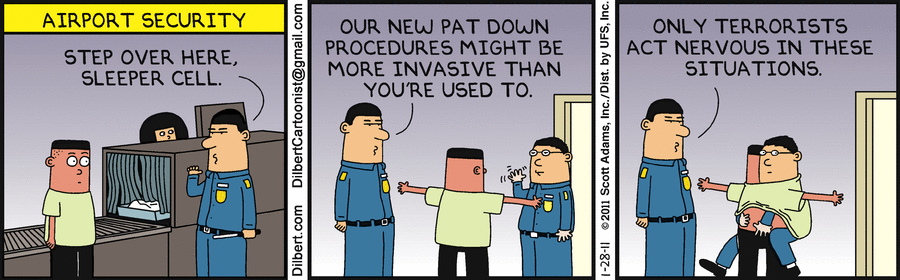 AIRPORT SECURITY
STEP OVER HERE,
SLEEPER CELL.
Dilbert.com DilbertCartoonist@gmail.com
OUR NEW PAT DOWN
PROCEDURES MIGHT BE
MORE INVASIVE THAN
YOU'RE USED TO.
1-28-11 ©2011 Scott Adams, Inc./Dist. by UFS, Inc.
ONLY TERRORISTS
ACT NERVOUS IN THESE
SITUATIONS.